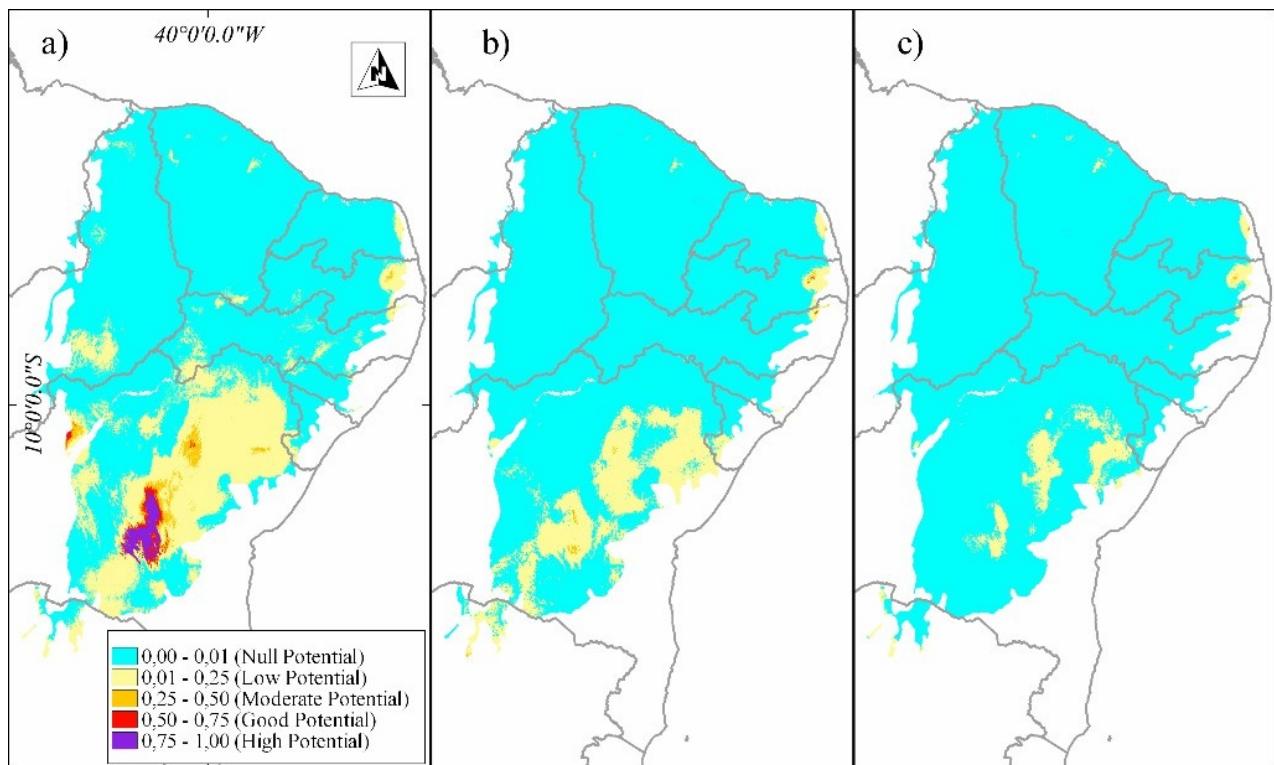 a)
40°0'0.0"W
N
b)
c)
10°0'0.0"S
0,00 - 0,01 (Null Potential)
0,01 - 0,25 (Low Potential)
0,25 - 0,50 (Moderate Potential)
0,50 - 0,75 (Good Potential)
0,75 - 1,00 (High Potential)